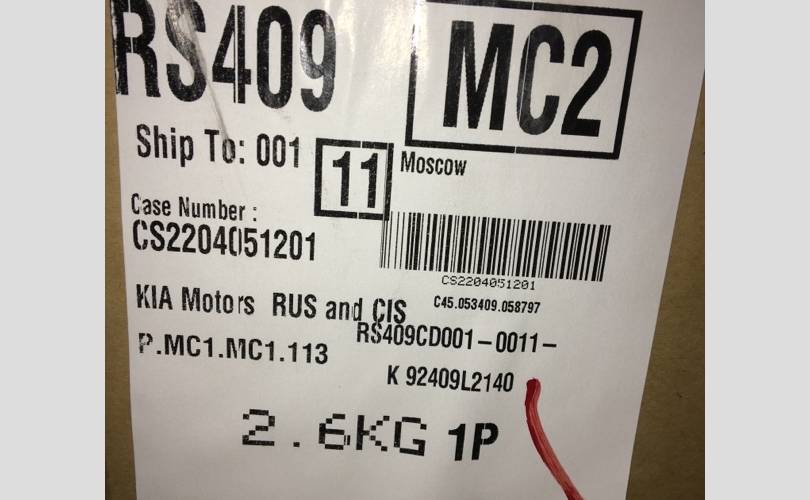 RS409
MC2
Ship To: 001
11
Moscow
Case Number :
CS2204051201
CS2204051201
KIA Motors RUS and CIS
C45.053409.058797
RS409CD001-0011-
P.MC1.MC1.113
K 92409L2140
2.6KG 1P